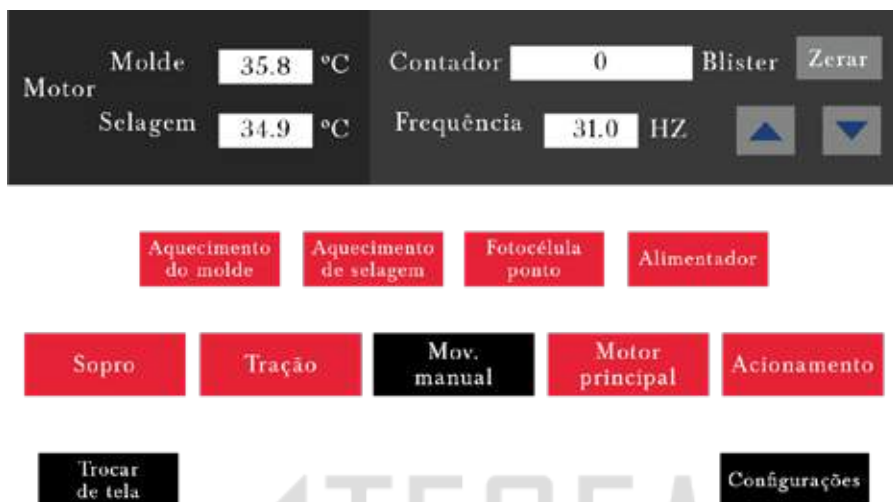 Molde 35.8 ºC
Motor
Selagem 34.9 ºC
Contador 0 Blister Zerar
Frequência 31.0 HZ
Aquecimento
do molde
Aquecimento
de selagem
Fotocélula
ponto
Alimentador
Sopro
Tração
Mov.
manual
Motor
principal
Acionamento
Trocar
de tela
Configurações